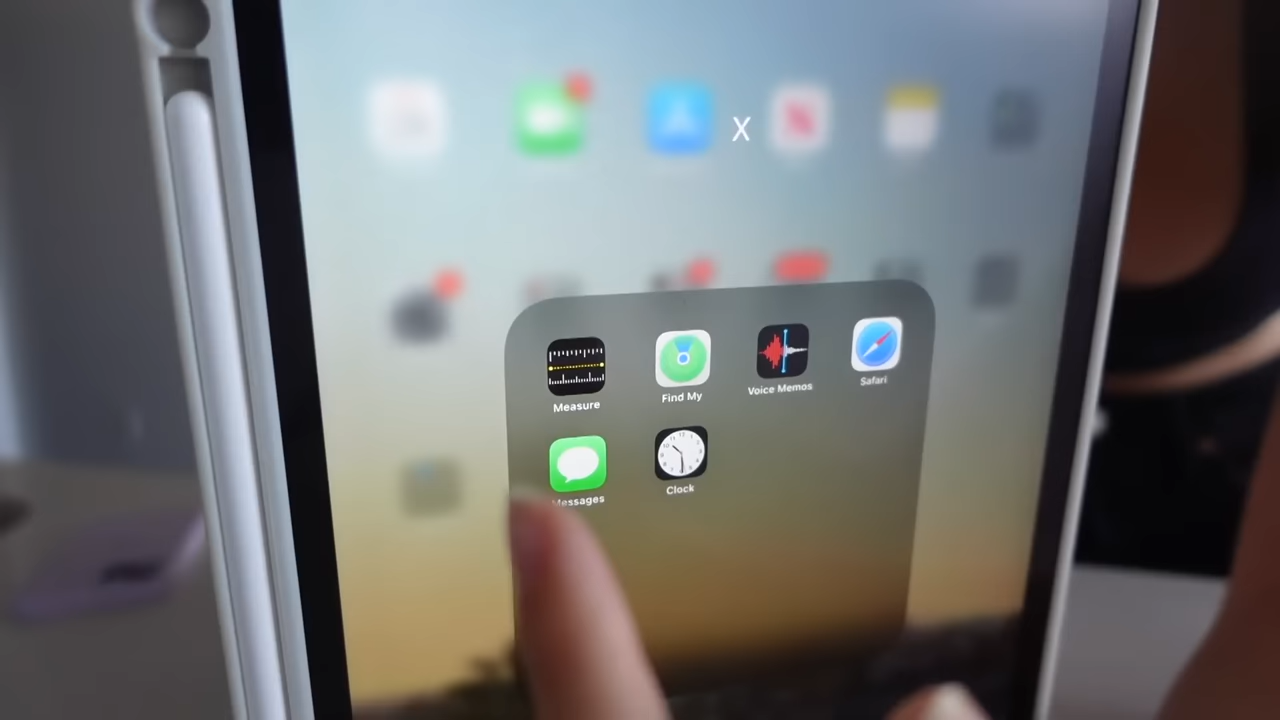 X
Measure
Find My
Voice Memos
Safari
Messages
Clock